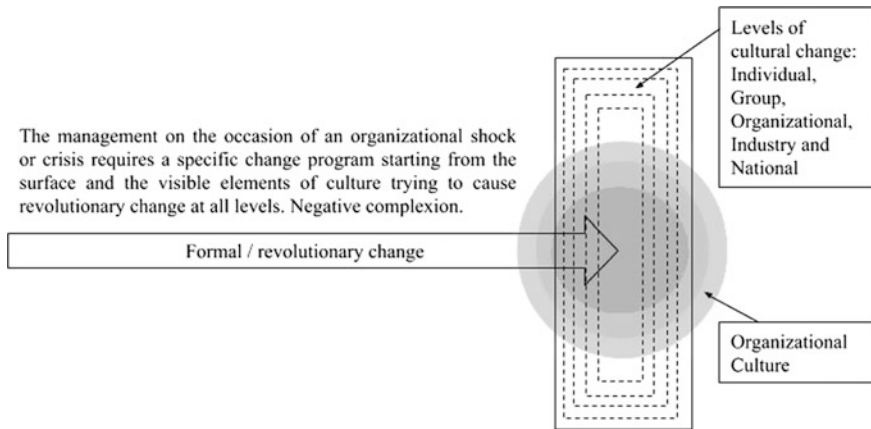 Levels of
cultural change:
Individual,
Group,
Organizational,
Industry and
National
The management on the occasion of an organizational shock
or crisis requires a specific change program starting from the
surface and the visible elements of culture trying to cause
revolutionary change at all levels. Negative complexion.
Formal / revolutionary change
Organizational
Culture